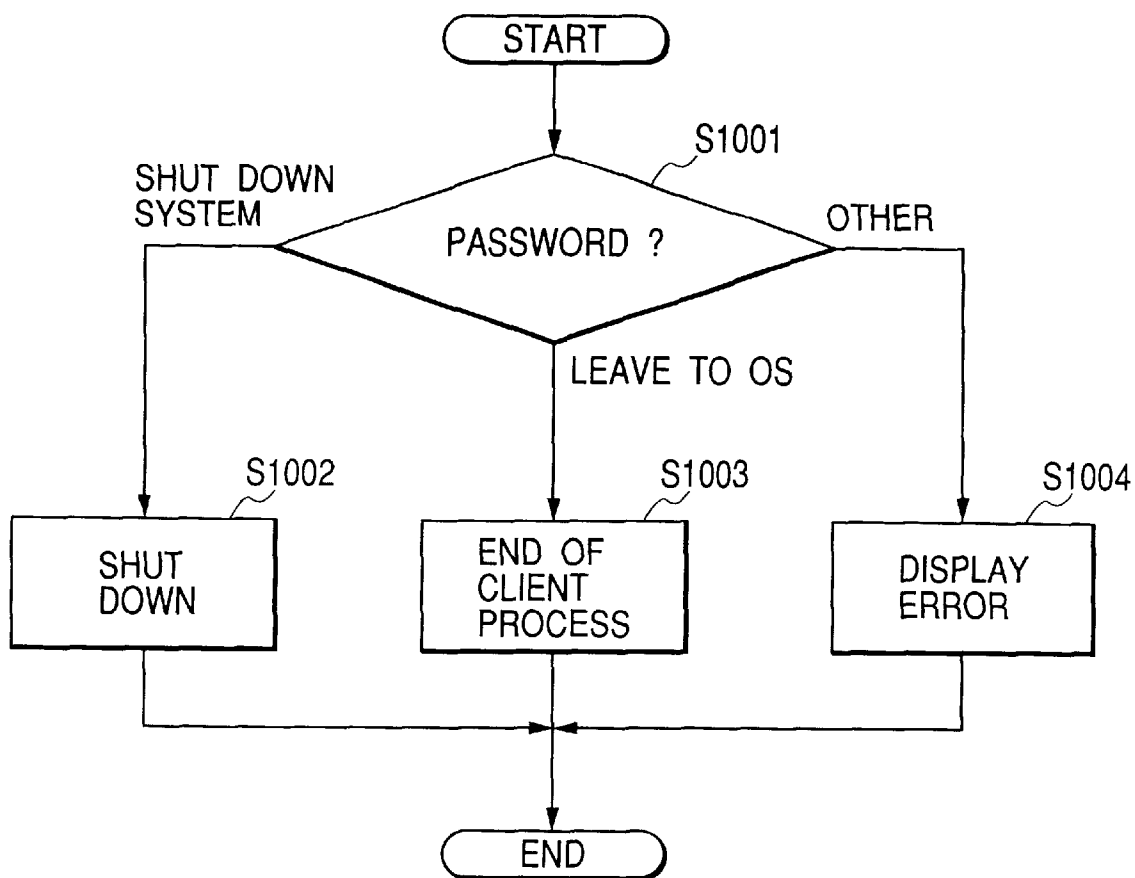 START
S1001
SHUT DOWN
SYSTEM
PASSWORD ?
OTHER
LEAVE TO OS
S1002
S1003
S1004
SHUT
DOWN
END OF
CLIENT
PROCESS
DISPLAY
ERROR
END